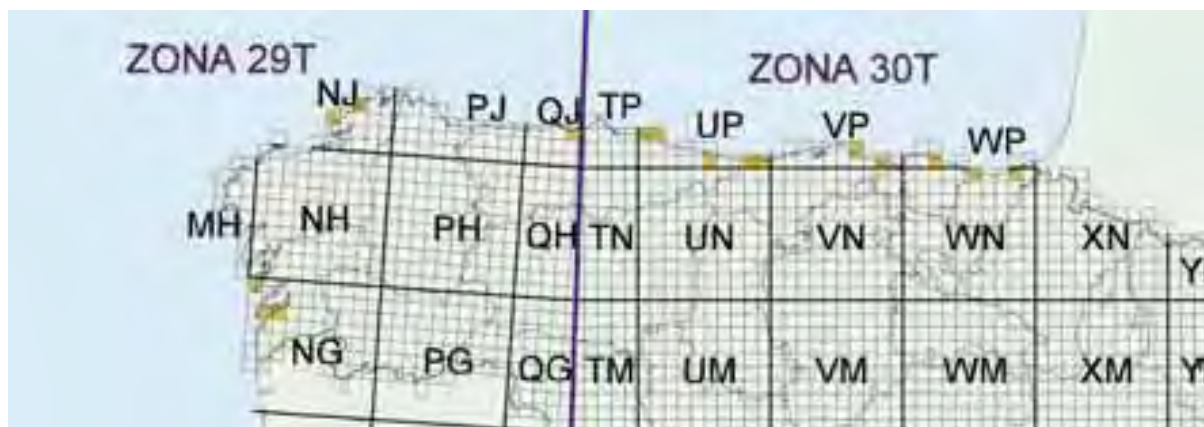 ZONA 29T
ZONA 30T
NJ PJ QJ TP UP VP WP
MH NH PH QH TN UN VN WN XN Y
NG PG QG TM UM VM WM XM Y